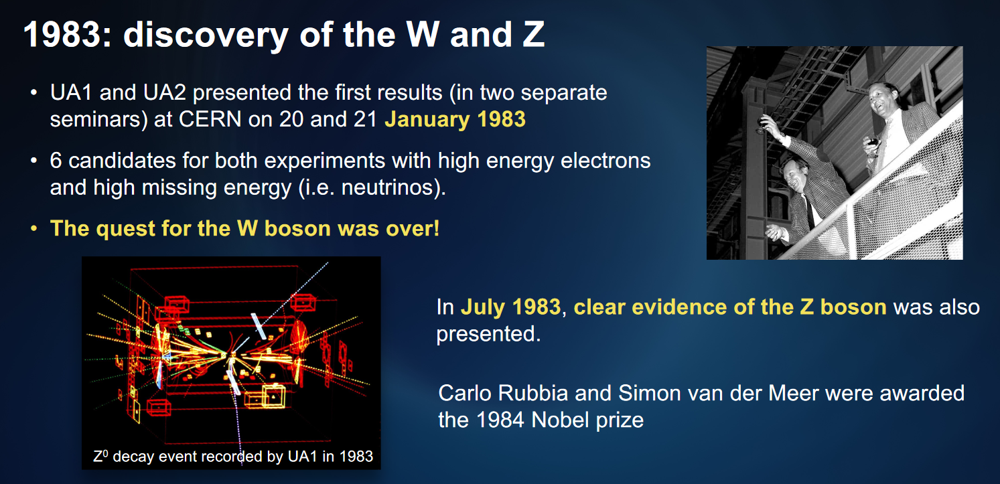 1983: discovery of the W and Z
• UA1 and UA2 presented the first results (in two separate
seminars) at CERN on 20 and 21 January 1983
• 6 candidates for both experiments with high energy electrons
and high missing energy (i.e. neutrinos).
• The quest for the W boson was over!
In July 1983, clear evidence of the Z boson was also
presented.
Carlo Rubbia and Simon van der Meer were awarded
the 1984 Nobel prize
Z⁰ decay event recorded by UA1 in 1983